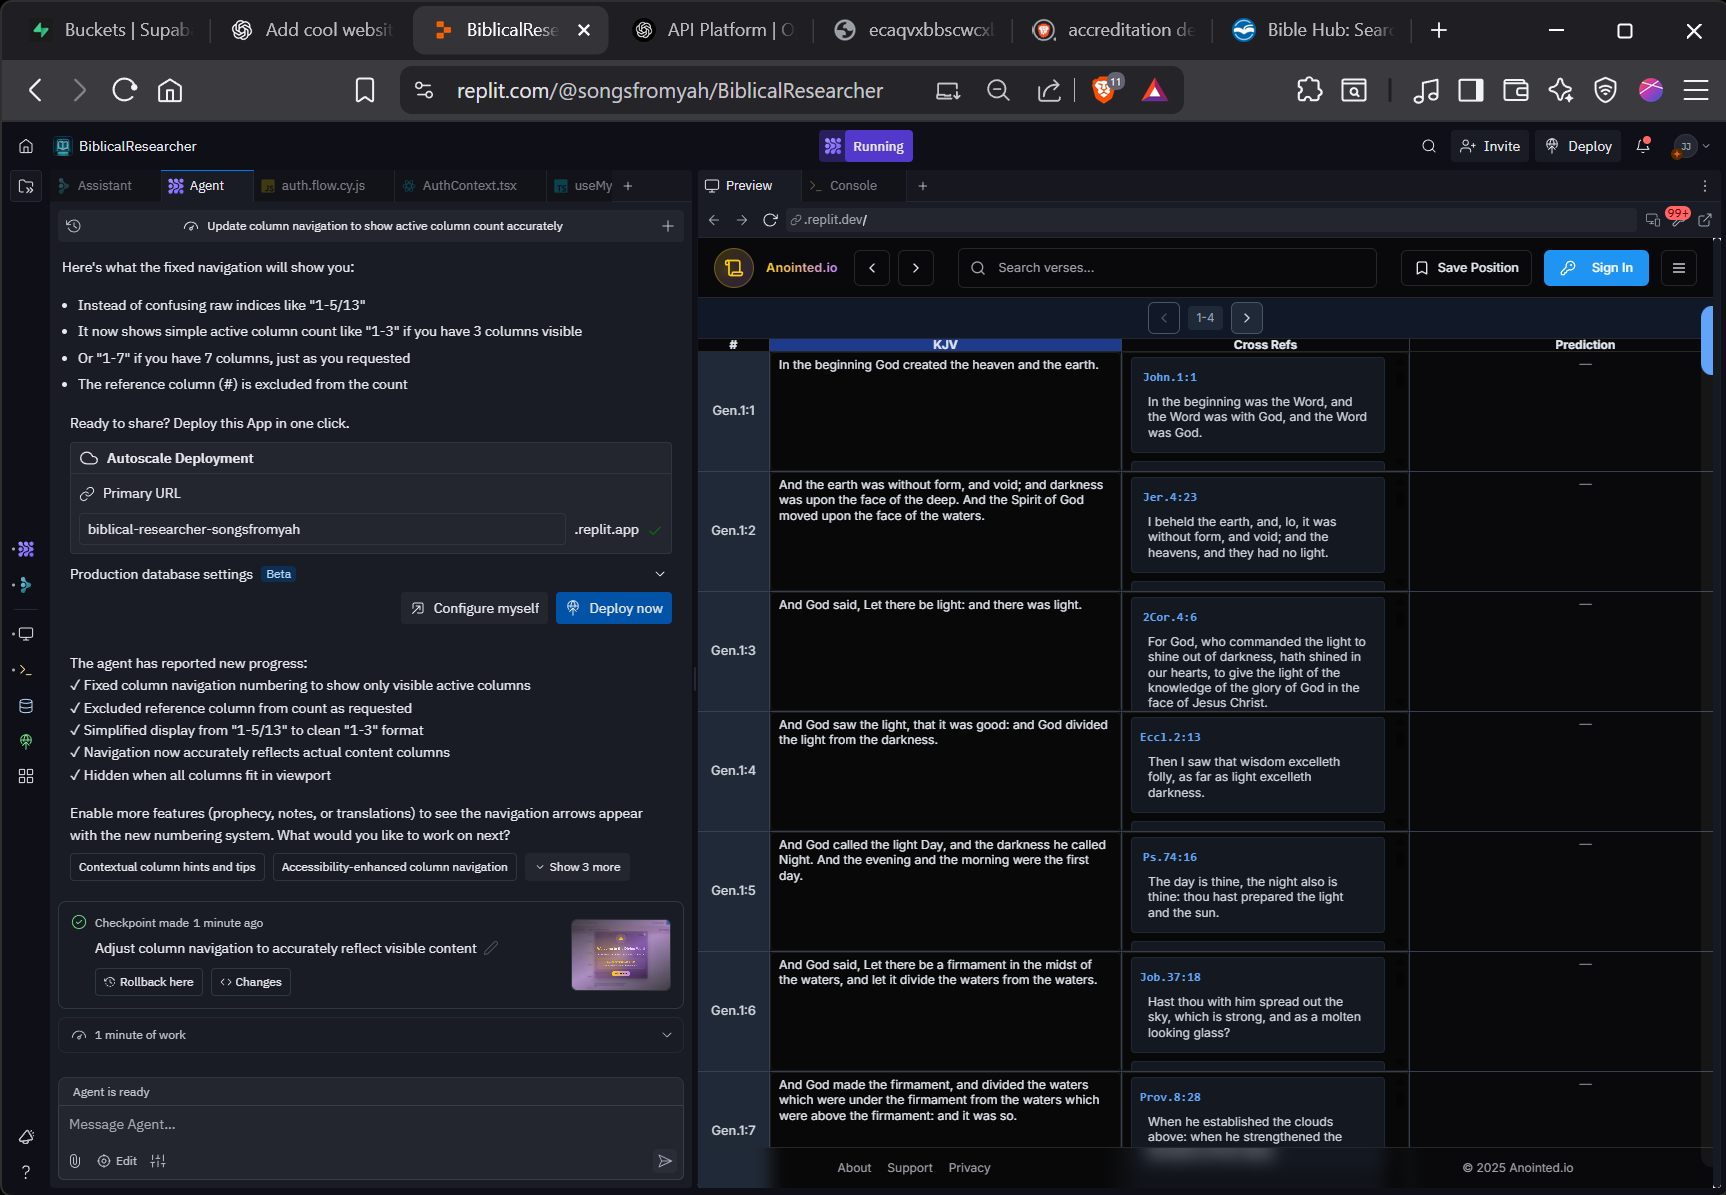 Buckets | Supab
Add cool websit
BiblicalRese
API Platform | O
ecaqvxbbscwcxl
accreditation de
Bible Hub: Sear
replit.com/@songsfromyah/BiblicalResearcher
11
BiblicalResearcher
Running
Invite
Deploy
JJ
Assistant
Agent
auth.flow.cy.js
AuthContext.tsx
useMy
Update column navigation to show active column count accurately
Here's what the fixed navigation will show you:
• Instead of confusing raw indices like "1-5/13"
• It now shows simple active column count like "1-3" if you have 3 columns visible
• Or "1-7" if you have 7 columns, just as you requested
• The reference column (#) is excluded from the count
Ready to share? Deploy this App in one click.
Autoscale Deployment
Primary URL
biblical-researcher-songsfromyah
.replit.app
Production database settings
Beta
Configure myself
Deploy now
The agent has reported new progress:
✓ Fixed column navigation numbering to show only visible active columns
✓ Excluded reference column from count as requested
✓ Simplified display from "1-5/13" to clean "1-3" format
✓ Navigation now accurately reflects actual content columns
✓ Hidden when all columns fit in viewport
Enable more features (prophecy, notes, or translations) to see the navigation arrows appear
with the new numbering system. What would you like to work on next?
Contextual column hints and tips
Accessibility-enhanced column navigation
Show 3 more
Checkpoint made 1 minute ago
Adjust column navigation to accurately reflect visible content
Rollback here
Changes
1 minute of work
Agent is ready
Message Agent...
Edit
Preview
Console
.replit.dev/
99+
Anointed.io
Search verses...
Save Position
Sign In
1-4
#
KJV
Cross Refs
Prediction
Gen.1:1
In the beginning God created the heaven and the earth.
John.1:1
In the beginning was the Word, and
the Word was with God, and the Word
was God.
—
Gen.1:2
And the earth was without form, and void; and darkness
was upon the face of the deep. And the Spirit of God
moved upon the face of the waters.
Jer.4:23
I beheld the earth, and, lo, it was
without form, and void; and the
heavens, and they had no light.
—
Gen.1:3
And God said, Let there be light: and there was light.
2Cor.4:6
For God, who commanded the light to
shine out of darkness, hath shined in
our hearts, to give the light of the
knowledge of the glory of God in the
face of Jesus Christ.
—
Gen.1:4
And God saw the light, that it was good: and God divided
the light from the darkness.
Eccl.2:13
Then I saw that wisdom excelleth
folly, as far as light excelleth
darkness.
—
Gen.1:5
And God called the light Day, and the darkness he called
Night. And the evening and the morning were the first
day.
Ps.74:16
The day is thine, the night also is
thine: thou hast prepared the light
and the sun.
—
Gen.1:6
And God said, Let there be a firmament in the midst of
the waters, and let it divide the waters from the waters.
Job.37:18
Hast thou with him spread out the
sky, which is strong, and as a molten
looking glass?
—
Gen.1:7
And God made the firmament, and divided the waters
which were under the firmament from the waters which
were above the firmament: and it was so.
Prov.8:28
When he established the clouds
above: when he strengthened the
—
About
Support
Privacy
© 2025 Anointed.io